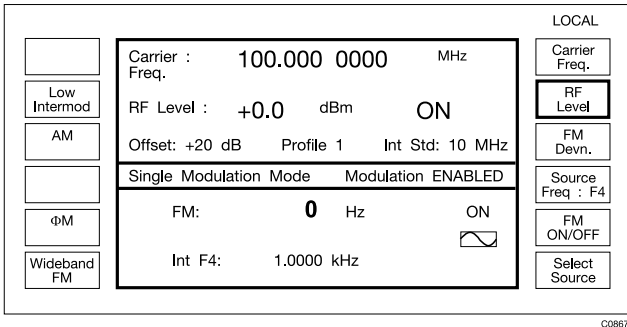 LOCAL
Carrier Freq. : 100.000 0000 MHz
RF Level : +0.0 dBm ON
Offset: +20 dB Profile 1 Int Std: 10 MHz
Single Modulation Mode Modulation ENABLED
FM: 0 Hz ON
Int F4: 1.0000 kHz
Low Intermod
AM
ΦM
Wideband FM
Carrier Freq.
RF Level
FM Devn.
Source Freq : F4
FM ON/OFF
Select Source
C0867